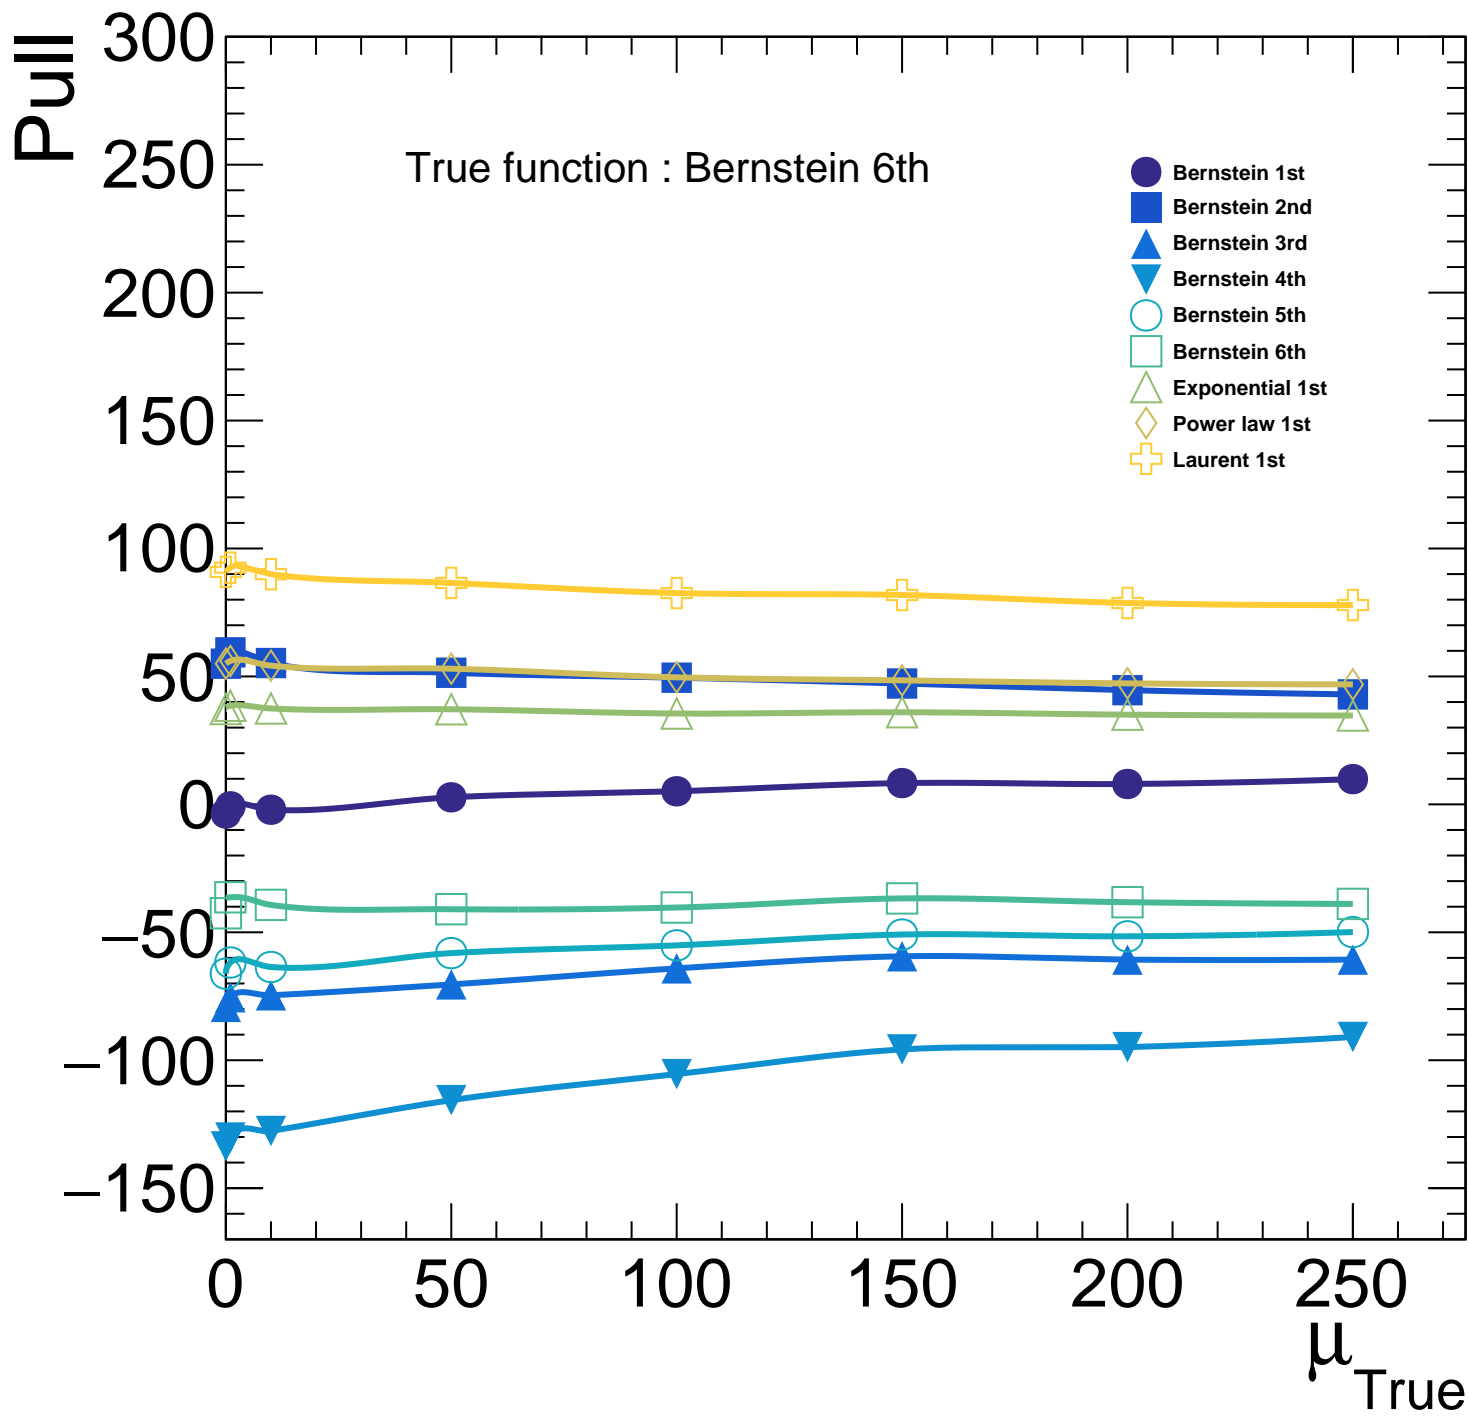 Pull
300
250
200
150
100
50
0
−50
−100
−150
True function : Bernstein 6th
Bernstein 1st
Bernstein 2nd
Bernstein 3rd
Bernstein 4th
Bernstein 5th
Bernstein 6th
Exponential 1st
Power law 1st
Laurent 1st
0 50 100 150 200 250
μ
True